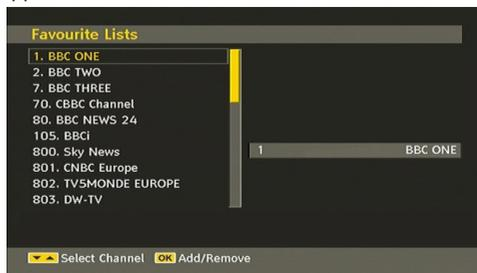 Favourite Lists
1. BBC ONE
2. BBC TWO
7. BBC THREE
70. CBBC Channel
80. BBC NEWS 24
105. BBCi
800. Sky News
801. CNBC Europe
802. TV5MONDE EUROPE
803. DW-TV
1 BBC ONE
Select Channel OK Add/Remove